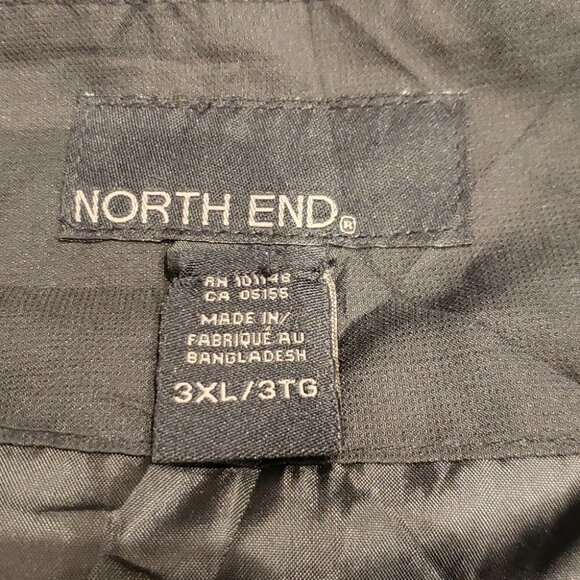 NORTH END®
RN 101148
CA 05155
MADE IN/
FABRIQUÉ AU
BANGLADESH
3XL/3TG